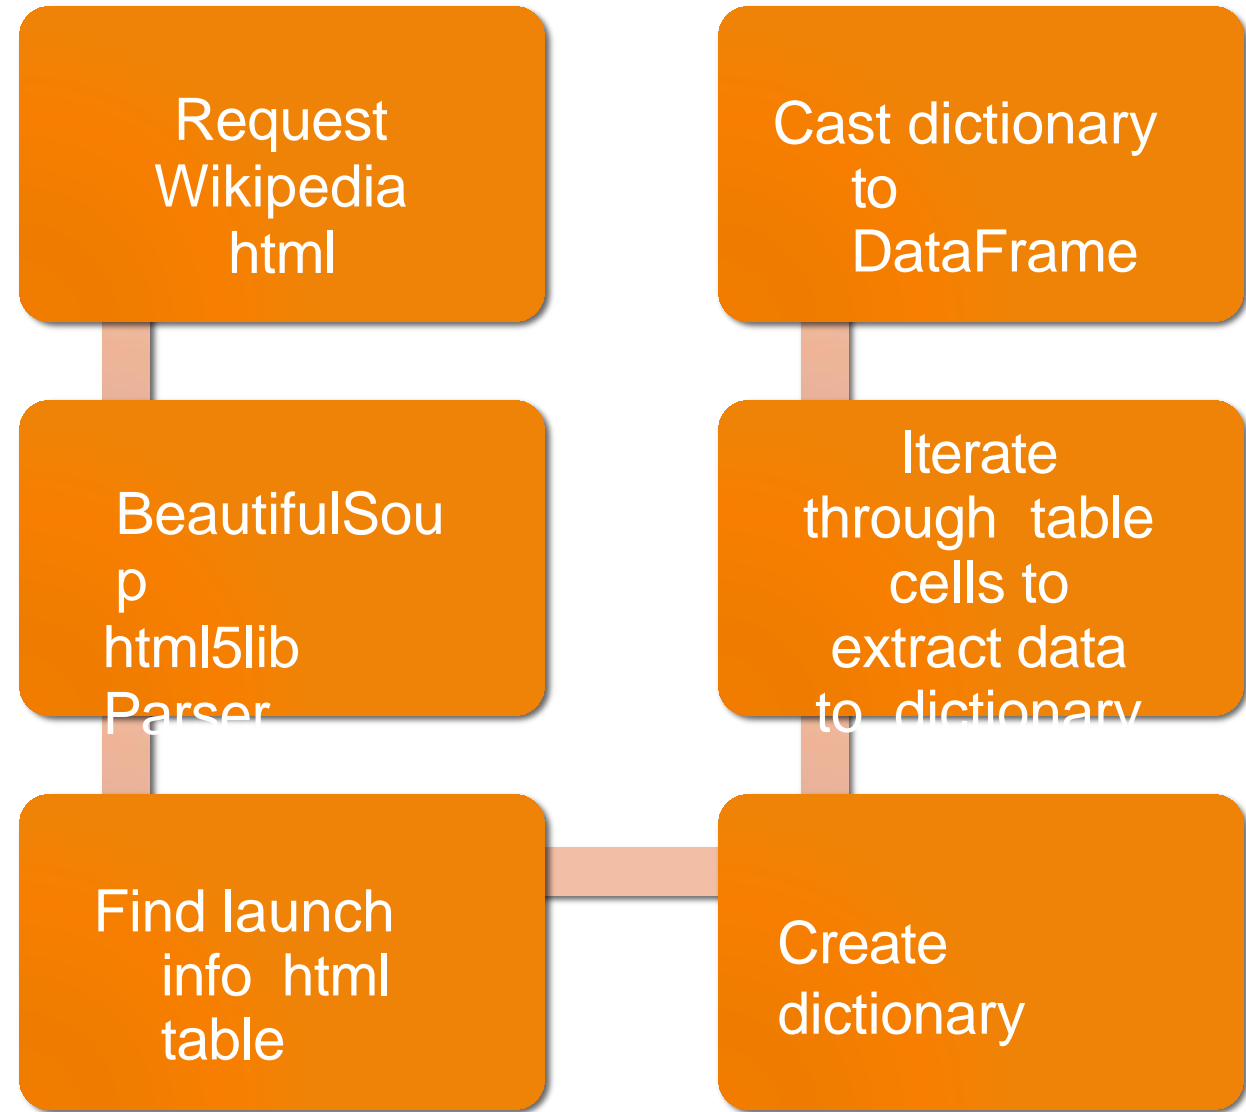 Request
Wikipedia
html
BeautifulSou
p
html5lib
Parser
Find launch
info html
table
Create
dictionary
Iterate
through table
cells to
extract data
to dictionary
Cast dictionary
to
DataFrame